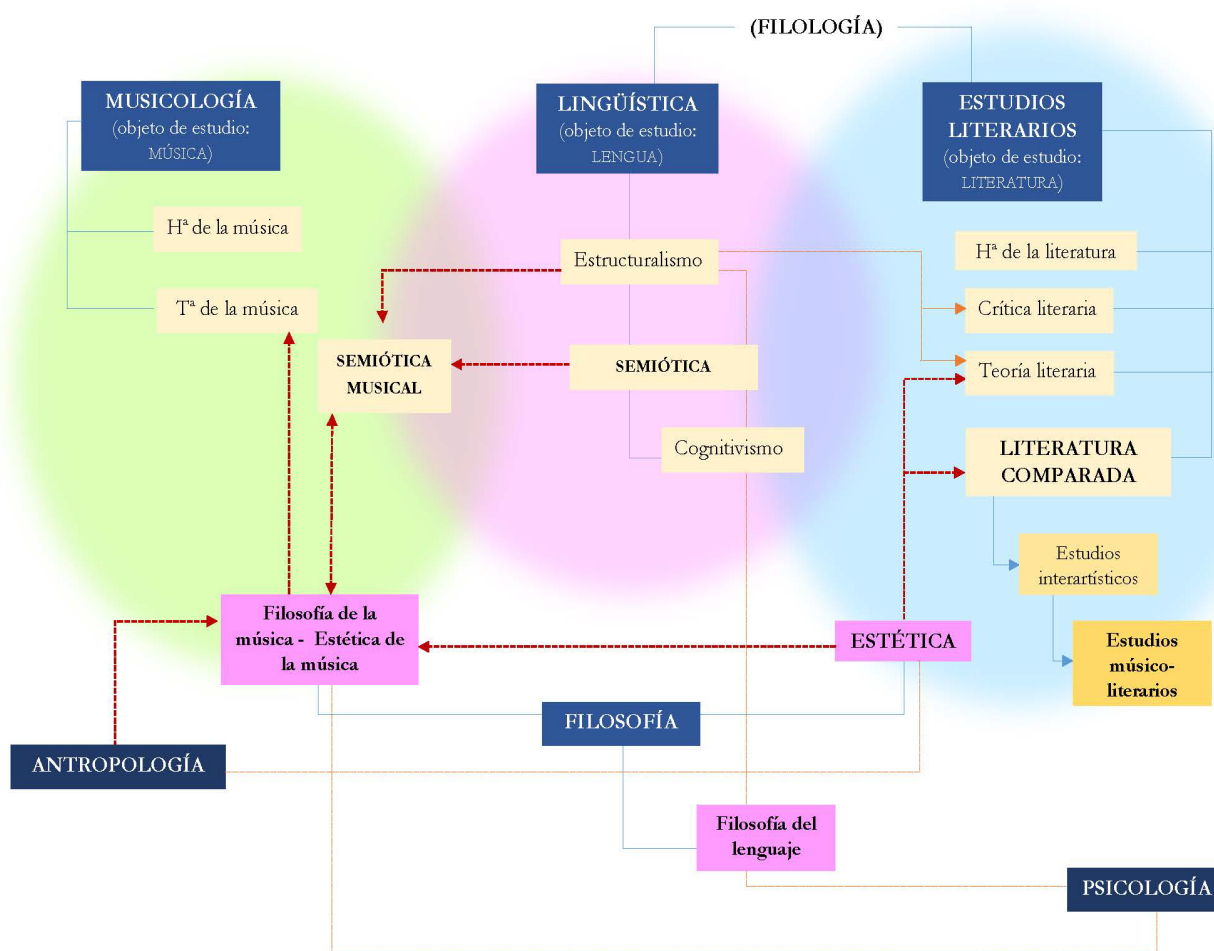 (FILOLOGÍA)
MUSICOLOGÍA
(objeto de estudio:
MÚSICA)
LINGÜÍSTICA
(objeto de estudio:
LENGUA)
ESTUDIOS
LITERARIOS
(objeto de estudio:
LITERATURA)
Hª de la música
Estructuralismo
Hª de la literatura
Tª de la música
Crítica literaria
SEMIÓTICA
MUSICAL
SEMIÓTICA
Teoría literaria
Cognitivismo
LITERATURA
COMPARADA
Estudios
interartísticos
Filosofía de la
música - Estética de
la música
ESTÉTICA
Estudios
músico-
literarios
FILOSOFÍA
ANTROPOLOGÍA
Filosofía del
lenguaje
PSICOLOGÍA